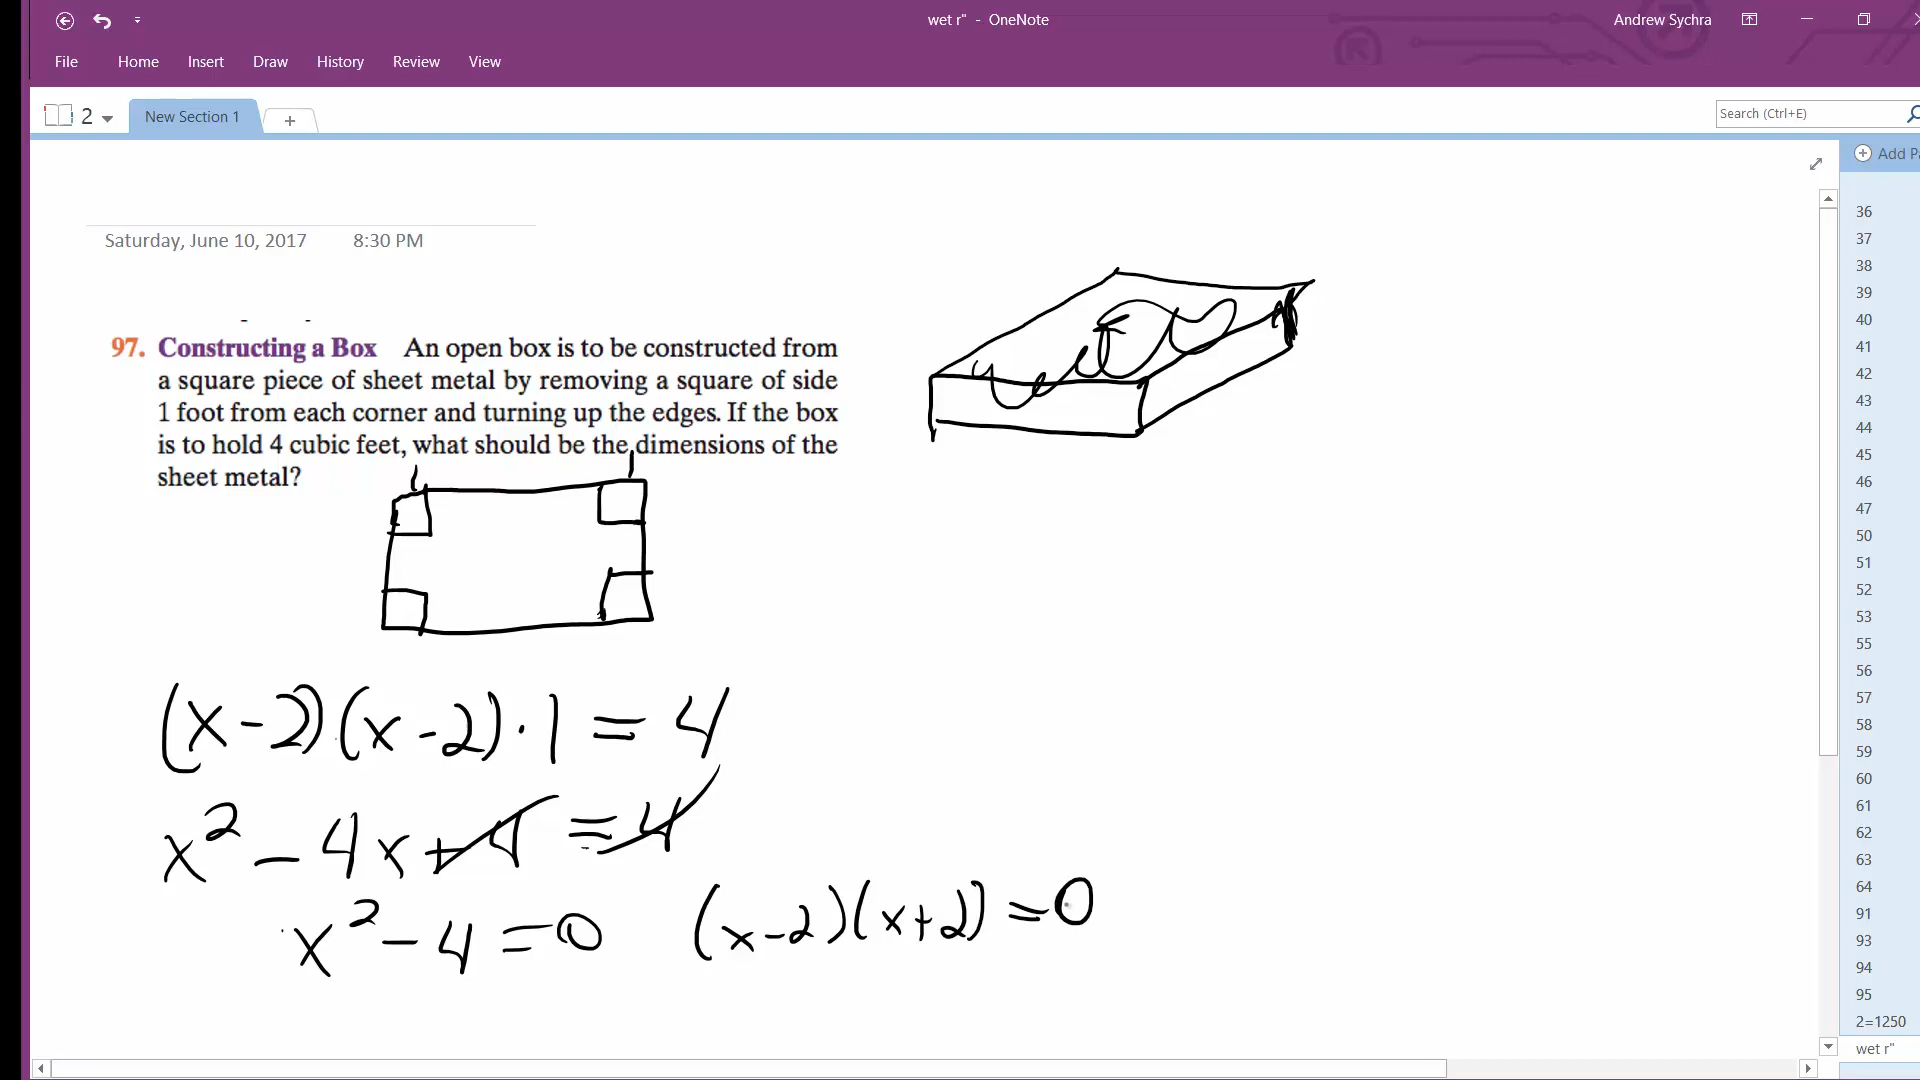 wet r" - OneNote
Andrew Sychra
File Home Insert Draw History Review View
2 New Section 1 +
Search (Ctrl+E)
Add Pa
Saturday, June 10, 2017 8:30 PM
97. Constructing a Box An open box is to be constructed from
a square piece of sheet metal by removing a square of side
1 foot from each corner and turning up the edges. If the box
is to hold 4 cubic feet, what should be the dimensions of the
sheet metal?
1 1
(x-2)(x-2)·1=4
x²-4x+4=4
x²-4=0 (x-2)(x+2)=0
36
37
38
39
40
41
42
43
44
45
46
47
50
51
52
53
55
56
57
58
59
60
61
62
63
64
91
93
94
95
2=1250
wet r"